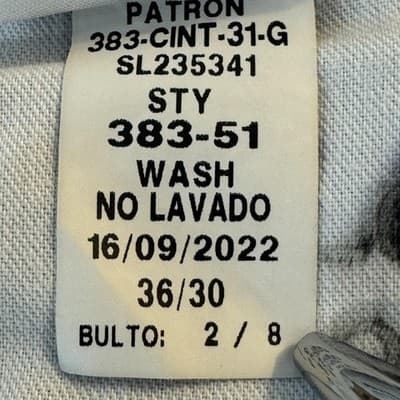 PATRON
383-CINT-31-G
SL235341
STY
383-51
WASH
NO LAVADO
16/09/2022
36/30
BULTO: 2 / 8